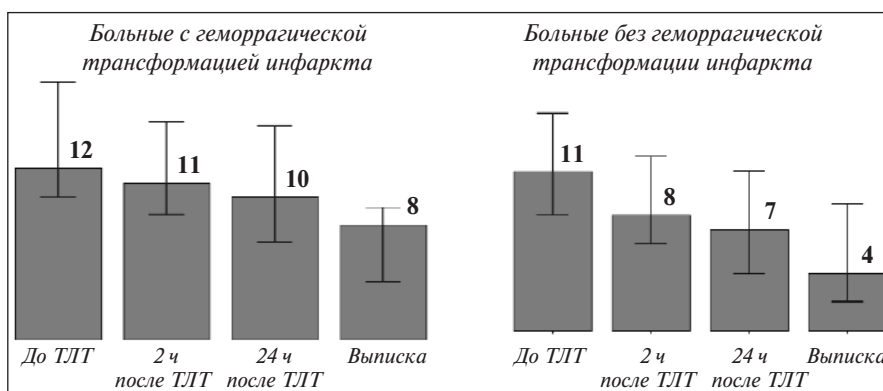 Больные с геморрагической
трансформацией инфаркта
12
11
10
8
До ТЛТ
2 ч
после ТЛТ
24 ч
после ТЛТ
Выписка
Больные без геморрагической
трансформации инфаркта
11
8
7
4
До ТЛТ
2 ч
после ТЛТ
24 ч
после ТЛТ
Выписка